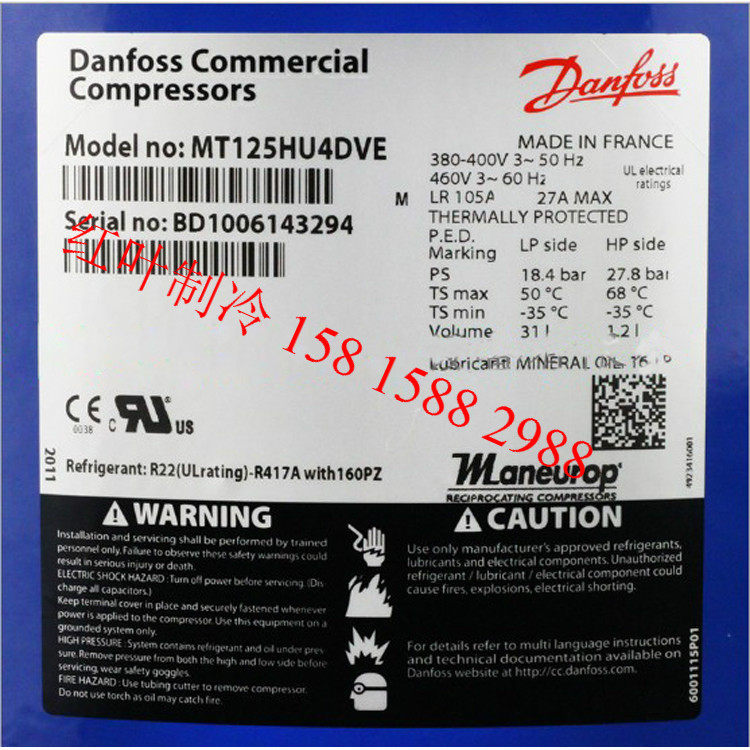 Danfoss Commercial
Compressors
Danfoss
Model no: MT125HU4DVE
MADE IN FRANCE
380-400V 3~ 50 Hz
460V 3~ 60 Hz
UL electrical
ratings
M
LR 105A 27A MAX
THERMALLY PROTECTED
Serial no: BD1006143294
P.E.D.
Marking LP side HP side
PS 18.4 bar 27.8 bar
TS max 50 °C 68 °C
TS min -35 °C -35 °C
Volume 31 l 1.2 l
Lubricant MINERAL OIL 16
红叶制冷 158 1588 2988
CE 0038
c RU US
2011
Refrigerant: R22(ULrating)-R417A with160PZ
Maneurop
RECIPROCATING COMPRESSORS
4923416001
WARNING
Installation and servicing shall be performed by trained
personnel only. Failure to observe these safety warnings could
result in serious injury or death.
ELECTRIC SHOCK HAZARD : Turn off power before servicing. (Dis-
charge all capacitors.)
Keep terminal cover in place and securely fastened whenever
power is applied to the compressor. Use this equipment on a
grounded system only.
HIGH PRESSURE : System contains refrigerant and oil under pres
sure. Remove pressure from both the high and low side before
servicing, wear safety goggles.
FIRE HAZARD : Use tubing cutter to remove compressor.
Do not use torch as oil may catch fire.
CAUTION
Use only manufacturer's approved refrigerants,
lubricants and electrical components. Unauthorized
refrigerant / lubricant / electrical component could
cause fires, explosions, electrical shorting.
For details refer to multi language instructions
and technical documentation available on
Danfoss website at http://cc.danfoss.com
6001115P01